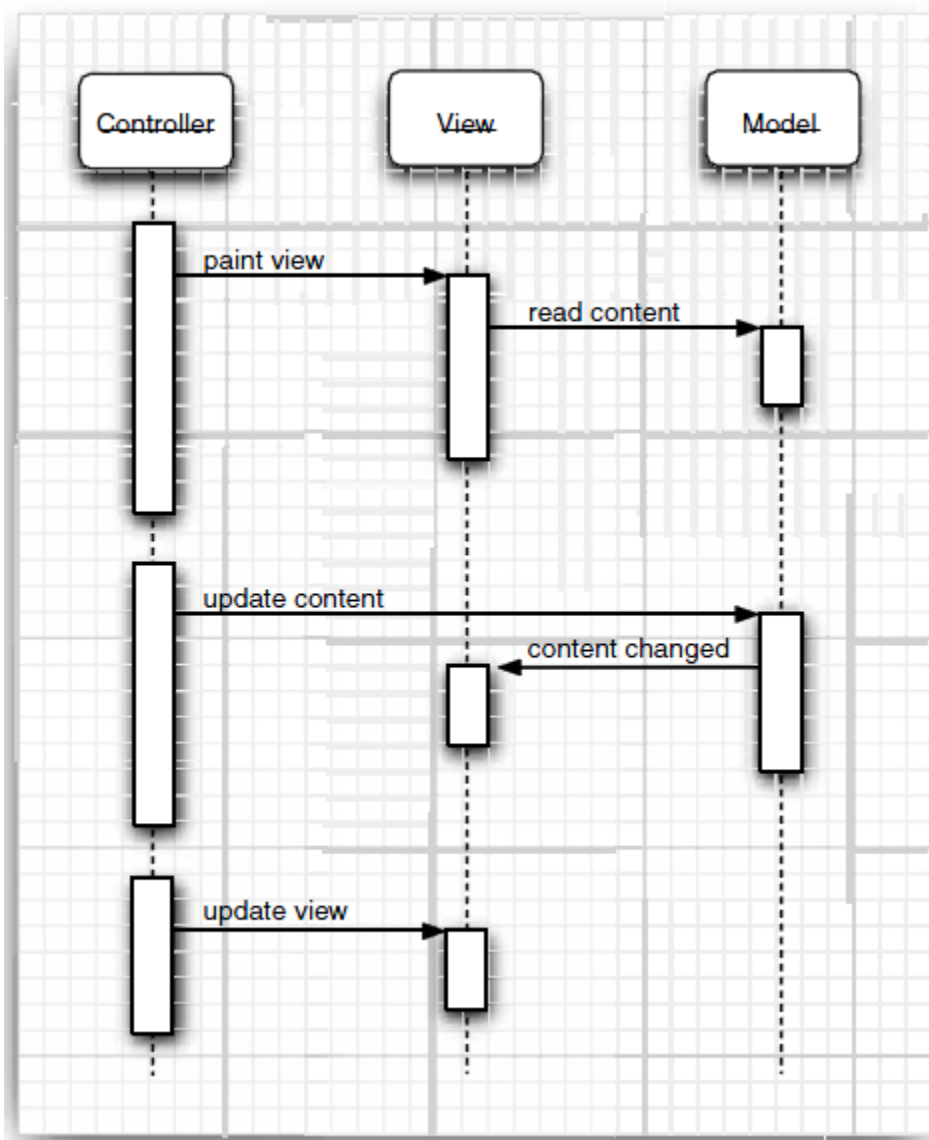 Controller
View
Model
paint view
read content
update content
content changed
update view